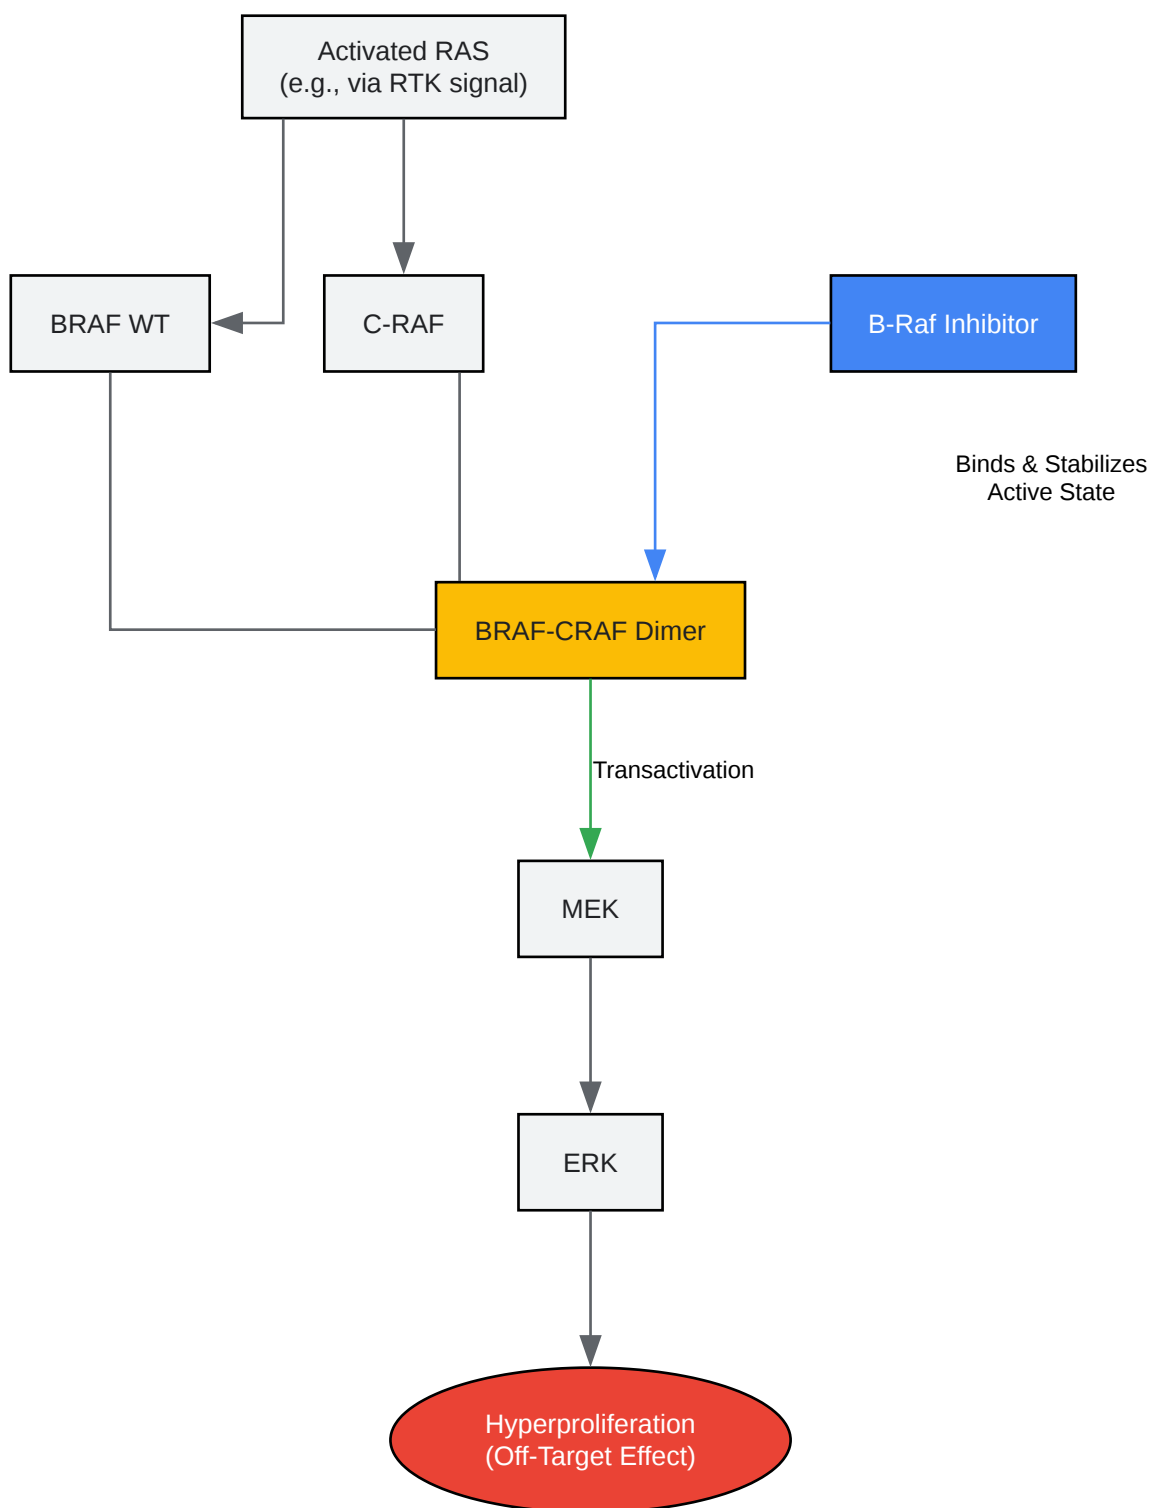 Activated RAS
(e.g., via RTK signal)
BRAF WT
C-RAF
B-Raf Inhibitor
Binds & Stabilizes
Active State
BRAF-CRAF Dimer
Transactivation
MEK
ERK
Hyperproliferation
(Off-Target Effect)